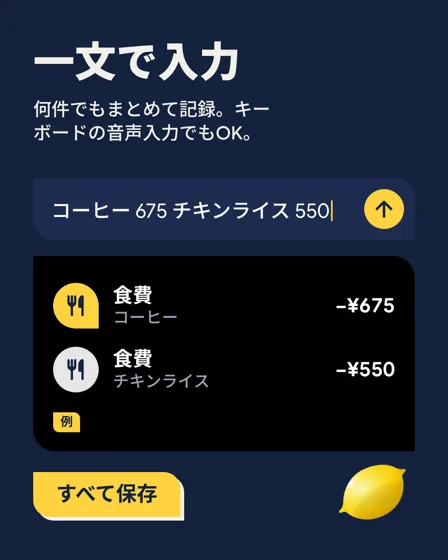 一文で入力
何件でもまとめて記録。キー
ボードの音声入力でもOK。
コーヒー 675 チキンライス 550
食費
コーヒー
-¥675
食費
チキンライス
-¥550
例
すべて保存